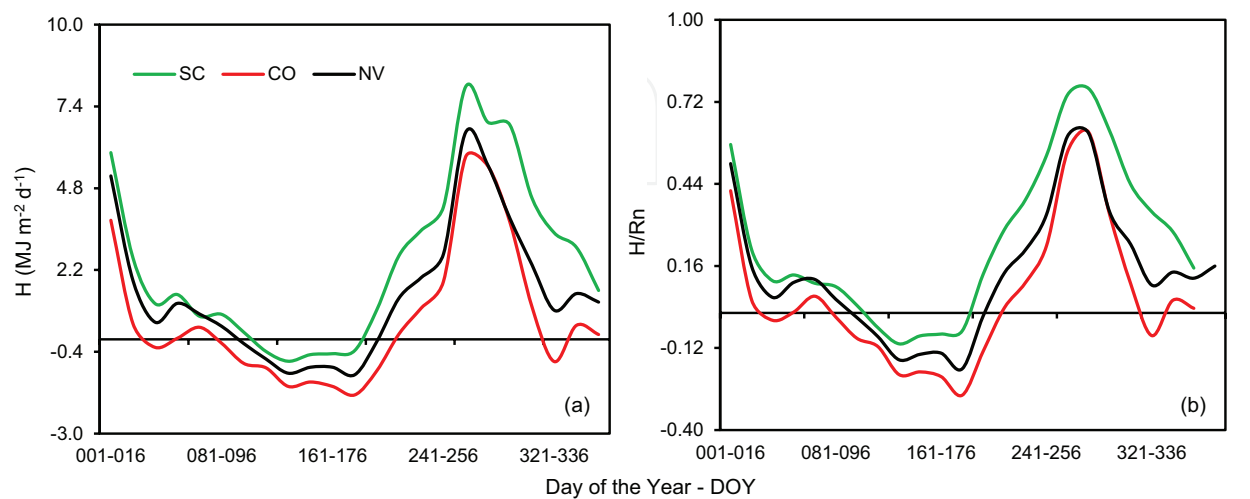 10.0
7.4
4.8
2.2
-0.4
-3.0
H (MJ m⁻² d⁻¹)
SC CO NV
(a)
001-016 081-096 161-176 241-256 321-336
1.00
0.72
0.44
0.16
-0.12
-0.40
H/Rn
(b)
001-016 081-096 161-176 241-256 321-336
Day of the Year - DOY